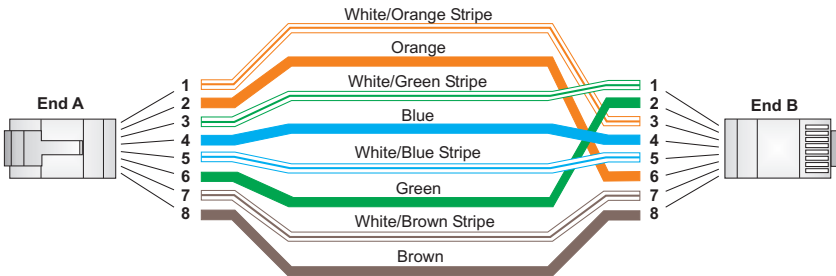 White/Orange Stripe
Orange
White/Green Stripe
Blue
White/Blue Stripe
Green
White/Brown Stripe
Brown
End A
1
2
3
4
5
6
7
8
1
2
3
4
5
6
7
8
End B